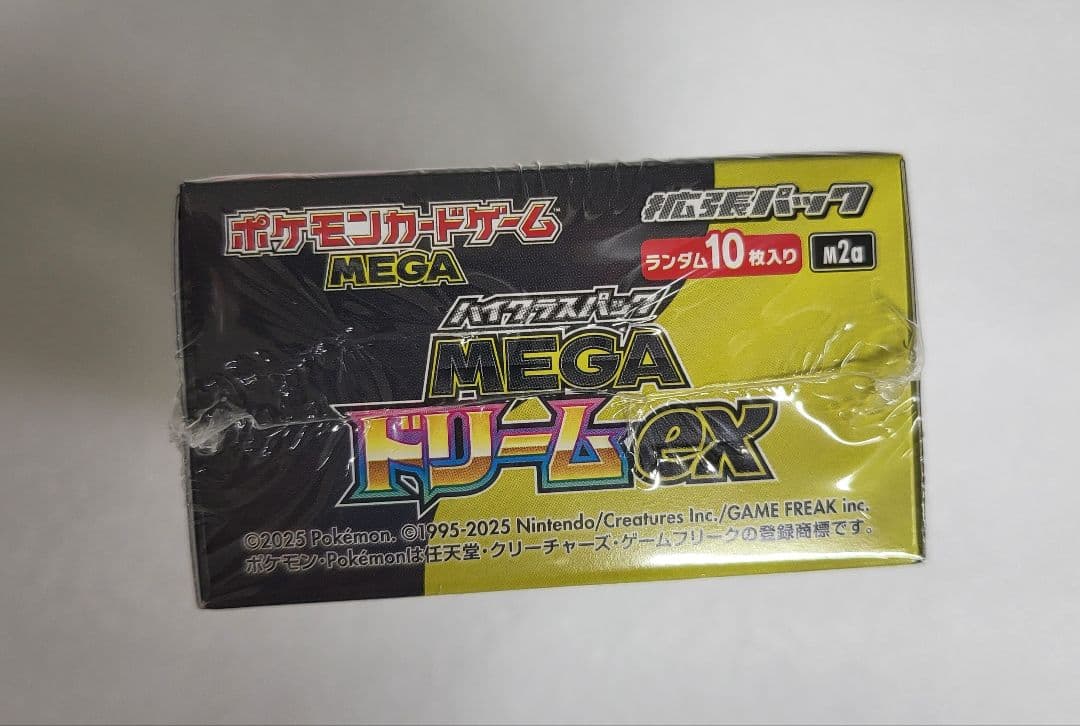 ポケモンカードゲーム™
MEGA
拡張パック
ランダム10枚入り M2a
ハイクラスパック
MEGA
ドリームex
©2025 Pokémon. ©1995-2025 Nintendo/Creatures Inc./GAME FREAK inc.
ポケモン・Pokémonは任天堂・クリーチャーズ・ゲームフリークの登録商標です。